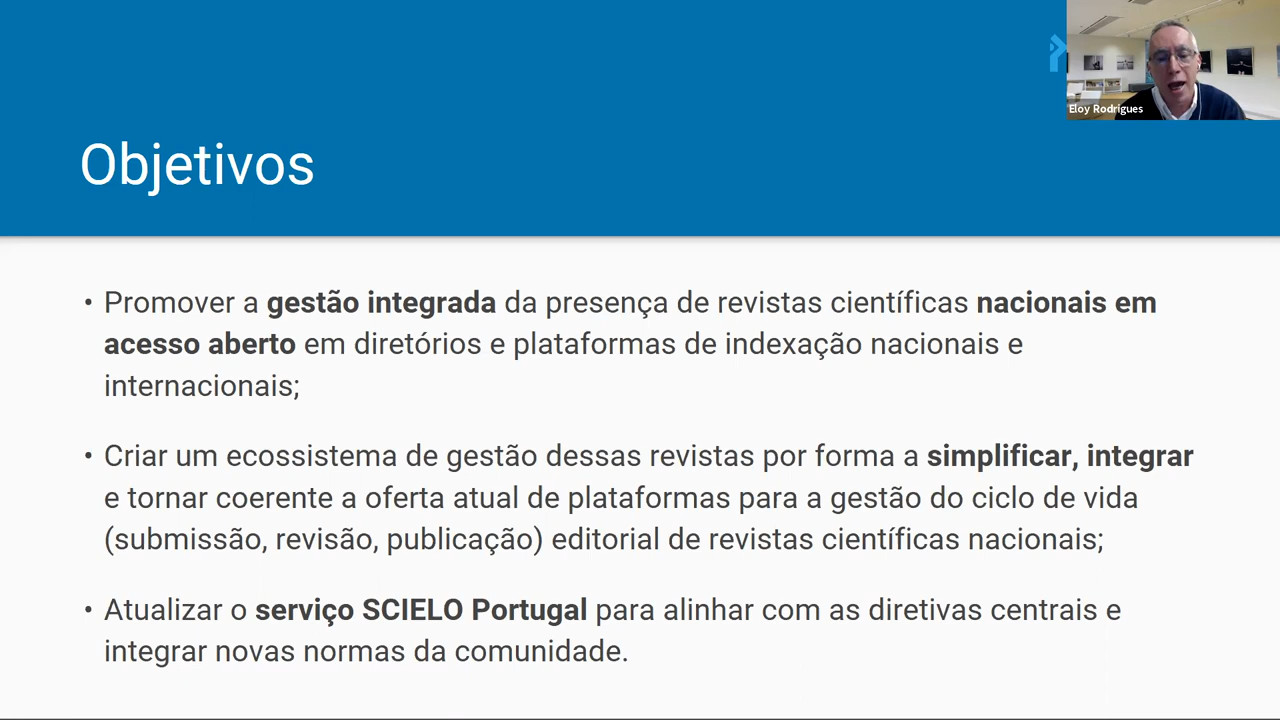 Eloy Rodrigues
Objetivos
• Promover a gestão integrada da presença de revistas científicas nacionais em
acesso aberto em diretórios e plataformas de indexação nacionais e
internacionais;
• Criar um ecossistema de gestão dessas revistas por forma a simplificar, integrar
e tornar coerente a oferta atual de plataformas para a gestão do ciclo de vida
(submissão, revisão, publicação) editorial de revistas científicas nacionais;
• Atualizar o serviço SCIELO Portugal para alinhar com as diretivas centrais e
integrar novas normas da comunidade.